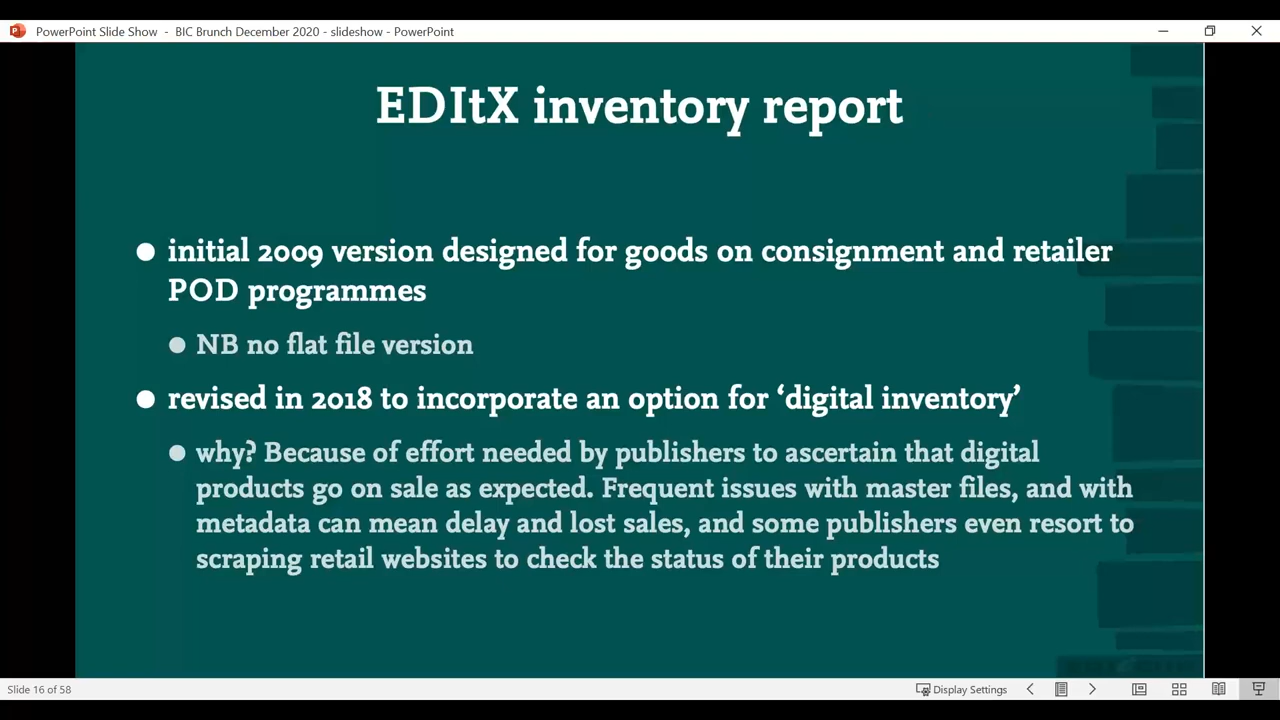 PowerPoint Slide Show - BIC Brunch December 2020 - slideshow - PowerPoint
EDItX inventory report
● initial 2009 version designed for goods on consignment and retailer
POD programmes
● NB no flat file version
● revised in 2018 to incorporate an option for ‘digital inventory’
● why? Because of effort needed by publishers to ascertain that digital
products go on sale as expected. Frequent issues with master files, and with
metadata can mean delay and lost sales, and some publishers even resort to
scraping retail websites to check the status of their products
Slide 16 of 58
Display Settings